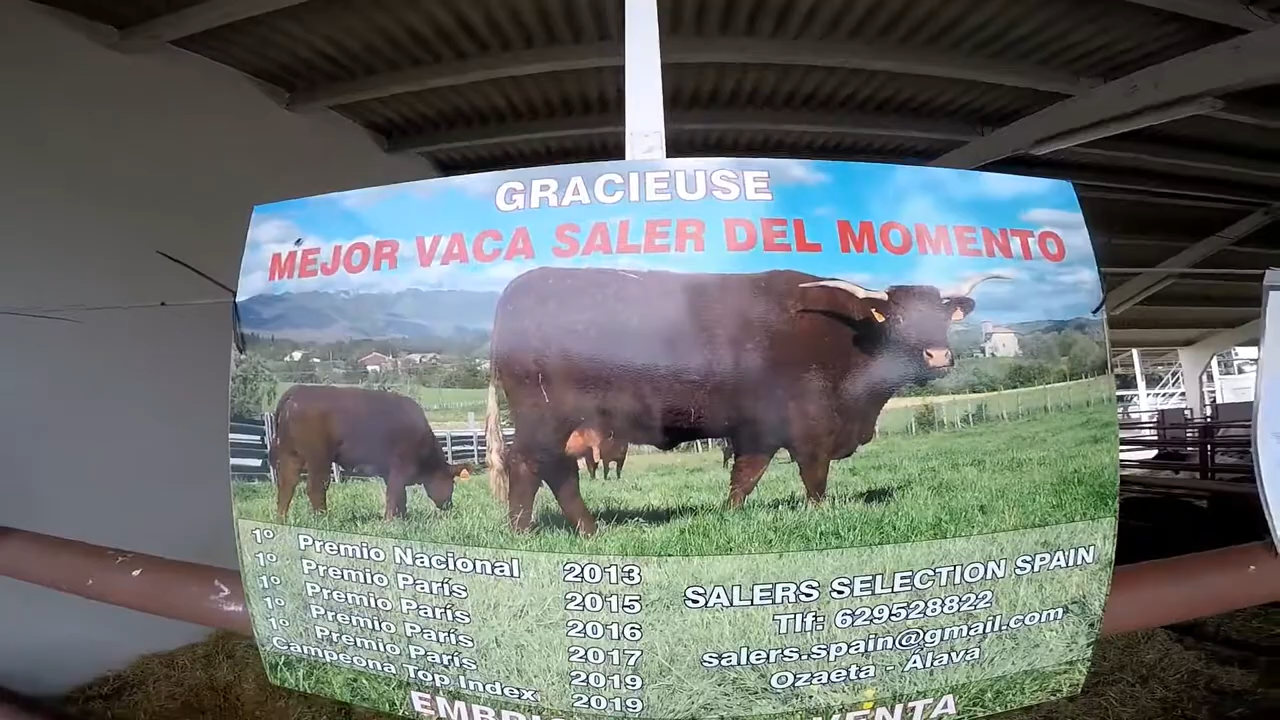 GRACIEUSE
MEJOR VACA SALER DEL MOMENTO
1º Premio Nacional 2013
1º Premio París 2015
1º Premio París 2016
1º Premio París 2017
1º Premio París 2019
Campeona Top Index 2019
SALERS SELECTION SPAIN
Tlf: 629528822
salers.spain@gmail.com
Ozaeta - Álava
VENTA